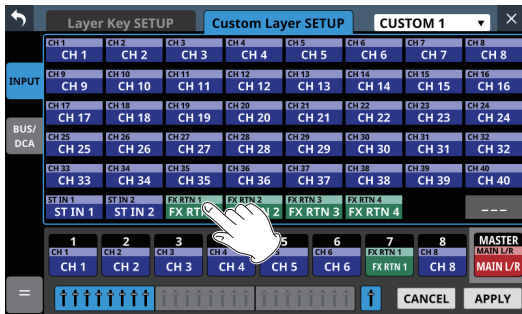 Layer Key SETUP Custom Layer SETUP CUSTOM 1
CH 1 CH 2 CH 3 CH 4 CH 5 CH 6 CH 7 CH 8
CH 1 CH 2 CH 3 CH 4 CH 5 CH 6 CH 7 CH 8
INPUT
CH 9 CH 10 CH 11 CH 12 CH 13 CH 14 CH 15 CH 16
CH 9 CH 10 CH 11 CH 12 CH 13 CH 14 CH 15 CH 16
CH 17 CH 18 CH 19 CH 20 CH 21 CH 22 CH 23 CH 24
CH 17 CH 18 CH 19 CH 20 CH 21 CH 22 CH 23 CH 24
BUS/
DCA
CH 25 CH 26 CH 27 CH 28 CH 29 CH 30 CH 31 CH 32
CH 25 CH 26 CH 27 CH 28 CH 29 CH 30 CH 31 CH 32
CH 33 CH 34 CH 35 CH 36 CH 37 CH 38 CH 39 CH 40
CH 33 CH 34 CH 35 CH 36 CH 37 CH 38 CH 39 CH 40
ST IN 1 ST IN 2 FX RTN 1 FX RTN 2 FX RTN 3 FX RTN 4
ST IN 1 ST IN 2 FX 2 FX RTN 3 FX RTN 4 ---
1 2 3 5 6 7 8 MASTER
CH 1 CH 2 CH 3 CH 4 CH 6 FX RTN 1 CH 8 MAIN L/R
CH 1 CH 2 CH 3 CH 4 CH 5 CH 6 FX RTN 1 CH 8 MAIN L/R
CANCEL APPLY